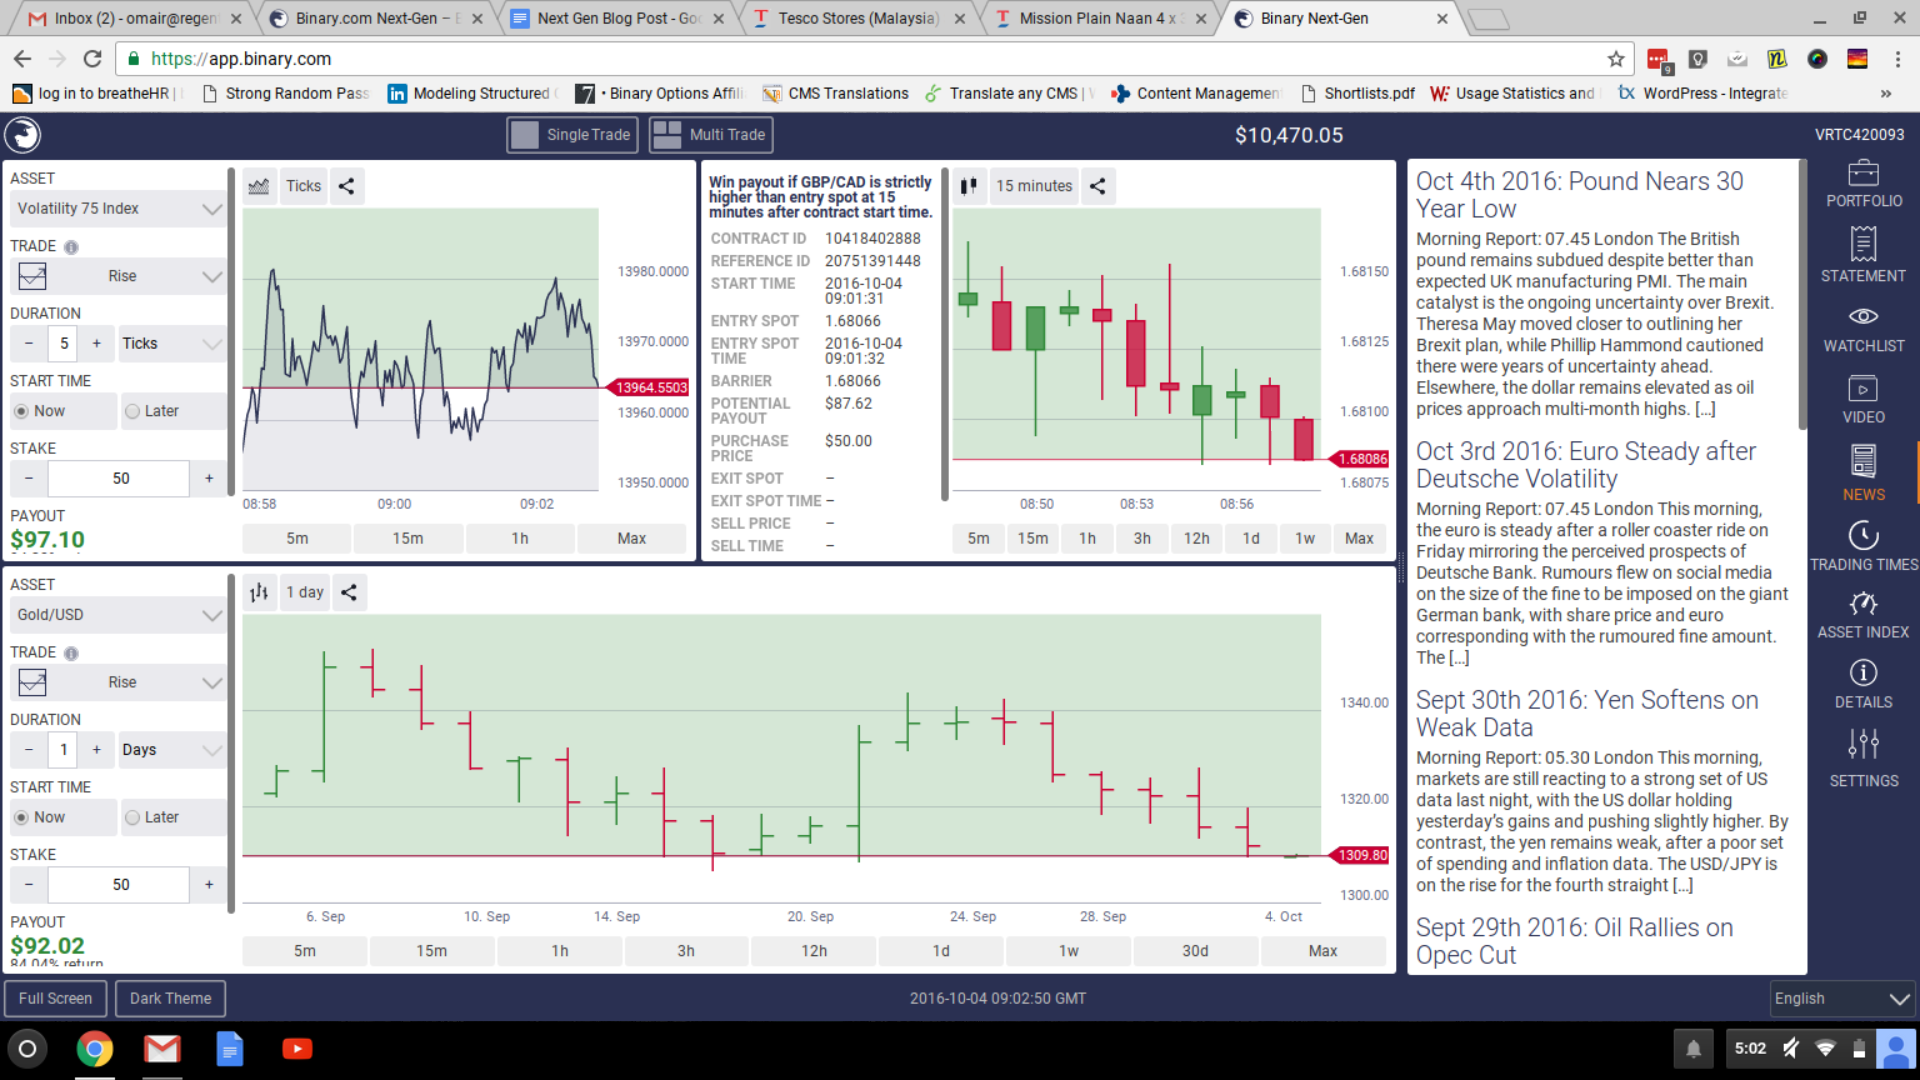 Inbox (2) - omair@regen
Binary.com Next-Gen –
Next Gen Blog Post - Go
Tesco Stores (Malaysia)
Mission Plain Naan 4 x
Binary Next-Gen
https://app.binary.com
9
log in to breatheHR |
Strong Random Pass
Modeling Structured
• Binary Options Affili
CMS Translations
Translate any CMS |
Content Managemen
Shortlists.pdf
Usage Statistics and
WordPress - Integrate
»
Single Trade
Multi Trade
$10,470.05
VRTC420093
ASSET
Volatility 75 Index
TRADE
Rise
DURATION
− 5 + Ticks
START TIME
Now Later
STAKE
− 50 +
PAYOUT
$97.10
Ticks
13980.0000
13970.0000
13964.5503
13960.0000
13950.0000
08:58 09:00 09:02
5m 15m 1h Max
Win payout if GBP/CAD is strictly
higher than entry spot at 15
minutes after contract start time.
CONTRACT ID 10418402888
REFERENCE ID 20751391448
START TIME 2016-10-04
09:01:31
ENTRY SPOT 1.68066
ENTRY SPOT 2016-10-04
TIME 09:01:32
BARRIER 1.68066
POTENTIAL $87.62
PAYOUT
PURCHASE $50.00
PRICE
EXIT SPOT –
EXIT SPOT TIME –
SELL PRICE –
SELL TIME –
15 minutes
1.68150
1.68125
1.68100
1.68086
1.68075
08:50 08:53 08:56
5m 15m 1h 3h 12h 1d 1w Max
ASSET
Gold/USD
TRADE
Rise
DURATION
− 1 + Days
START TIME
Now Later
STAKE
− 50 +
PAYOUT
$92.02
84.04% return
1 day
1340.00
1320.00
1309.80
1300.00
6. Sep 10. Sep 14. Sep 20. Sep 24. Sep 28. Sep 4. Oct
5m 15m 1h 3h 12h 1d 1w 30d Max
Oct 4th 2016: Pound Nears 30
Year Low
Morning Report: 07.45 London The British
pound remains subdued despite better than
expected UK manufacturing PMI. The main
catalyst is the ongoing uncertainty over Brexit.
Theresa May moved closer to outlining her
Brexit plan, while Phillip Hammond cautioned
there were years of uncertainty ahead.
Elsewhere, the dollar remains elevated as oil
prices approach multi-month highs. [...]
Oct 3rd 2016: Euro Steady after
Deutsche Volatility
Morning Report: 07.45 London This morning,
the euro is steady after a roller coaster ride on
Friday mirroring the perceived prospects of
Deutsche Bank. Rumours flew on social media
on the size of the fine to be imposed on the giant
German bank, with share price and euro
corresponding with the rumoured fine amount.
The [...]
Sept 30th 2016: Yen Softens on
Weak Data
Morning Report: 05.30 London This morning,
markets are still reacting to a strong set of US
data last night, with the US dollar holding
yesterday's gains and pushing slightly higher. By
contrast, the yen remains weak, after a poor set
of spending and inflation data. The USD/JPY is
on the rise for the fourth straight [...]
Sept 29th 2016: Oil Rallies on
Opec Cut
PORTFOLIO
STATEMENT
WATCHLIST
VIDEO
NEWS
TRADING TIMES
ASSET INDEX
DETAILS
SETTINGS
Full Screen
Dark Theme
2016-10-04 09:02:50 GMT
English
5:02